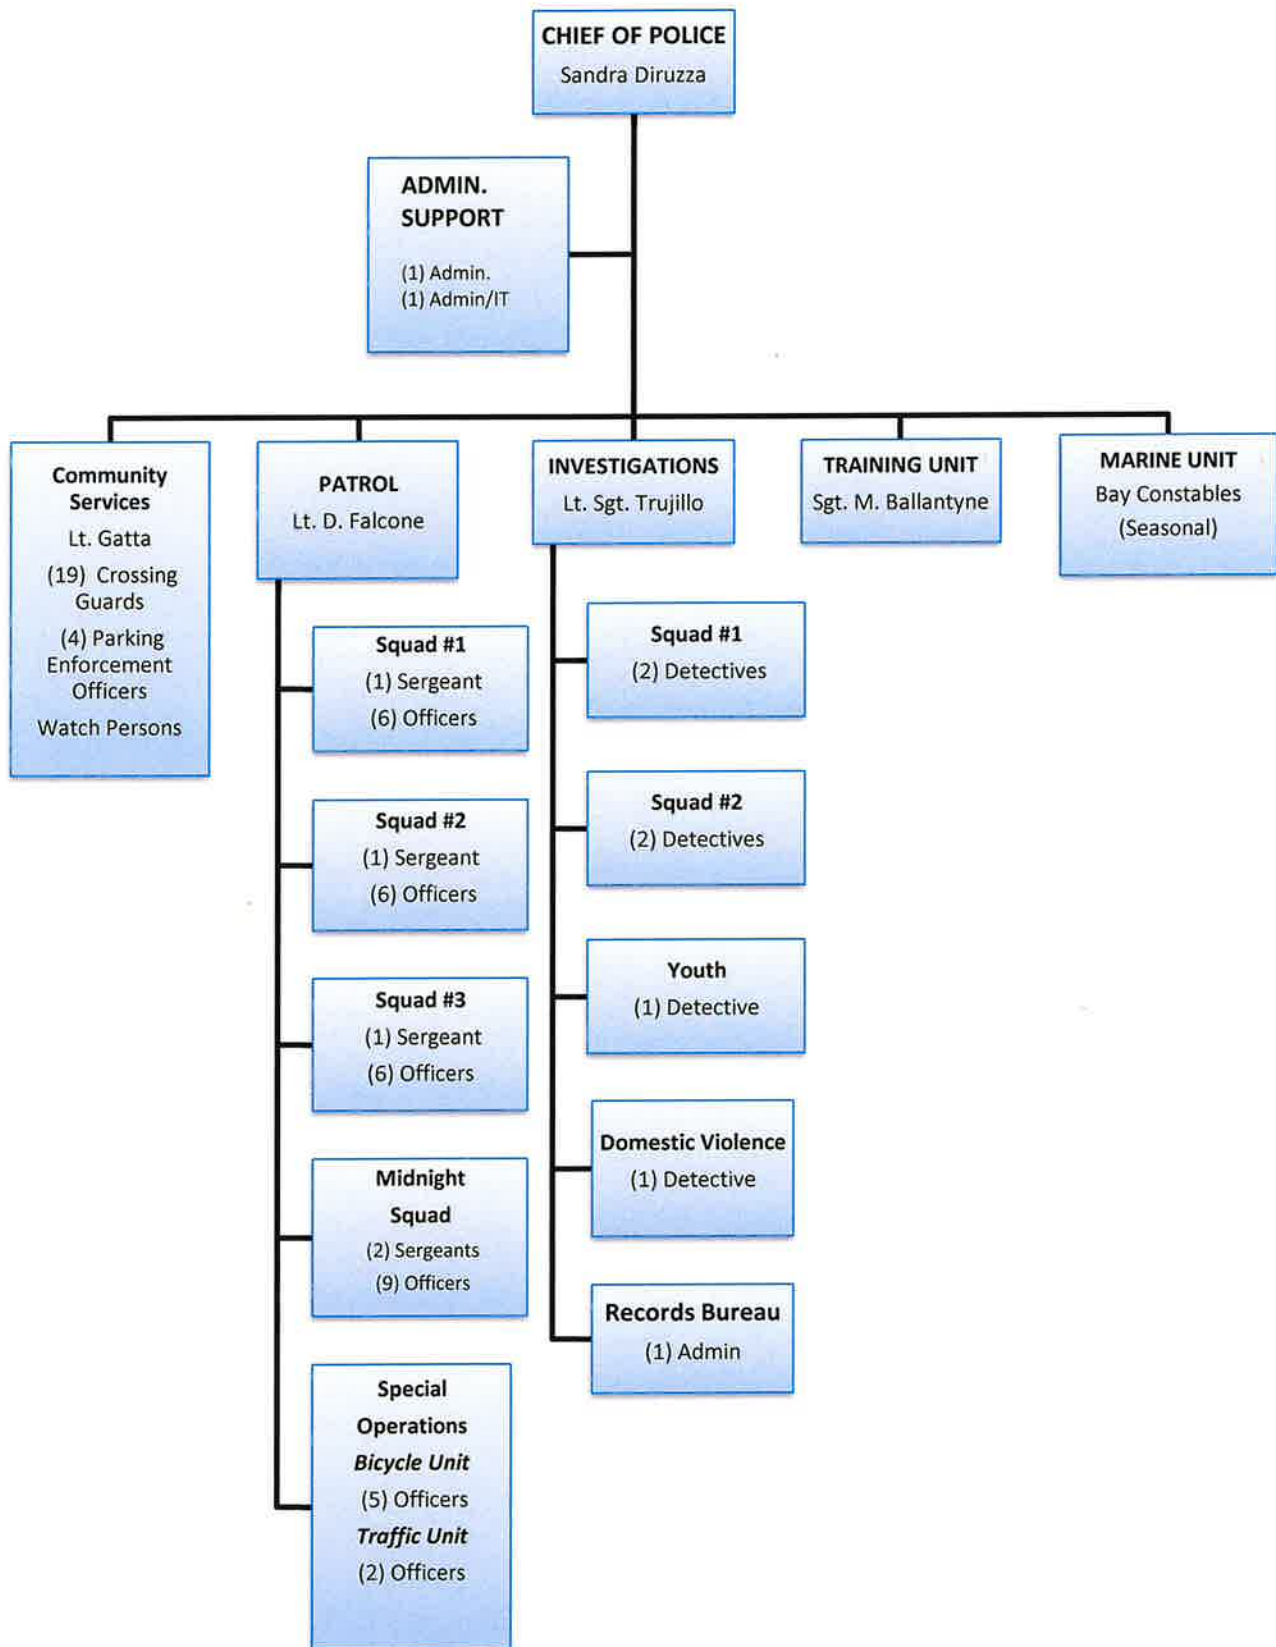 CHIEF OF POLICE
Sandra Diruzza
ADMIN.
SUPPORT
(1) Admin.
(1) Admin/IT
Community
Services
Lt. Gatta
(19) Crossing
Guards
(4) Parking
Enforcement
Officers
Watch Persons
PATROL
Lt. D. Falcone
INVESTIGATIONS
Lt. Sgt. Trujillo
TRAINING UNIT
Sgt. M. Ballantyne
MARINE UNIT
Bay Constables
(Seasonal)
Squad #1
(1) Sergeant
(6) Officers
Squad #2
(1) Sergeant
(6) Officers
Squad #3
(1) Sergeant
(6) Officers
Midnight
Squad
(2) Sergeants
(9) Officers
Special
Operations
Bicycle Unit
(5) Officers
Traffic Unit
(2) Officers
Squad #1
(2) Detectives
Squad #2
(2) Detectives
Youth
(1) Detective
Domestic Violence
(1) Detective
Records Bureau
(1) Admin